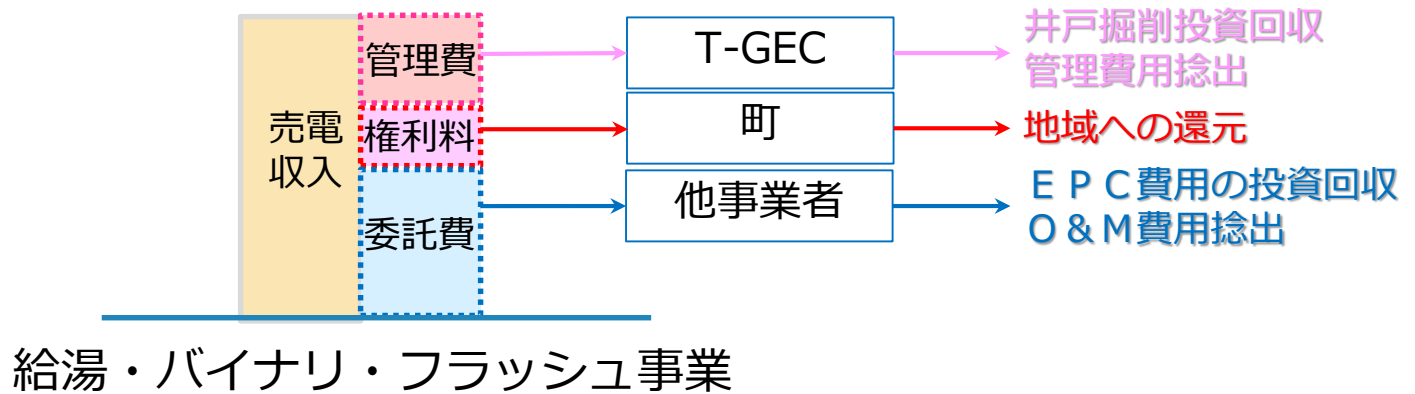 管理費
T-GEC
井戸掘削投資回収
管理費用捻出
売電
収入
権利料
町
地域への還元
委託費
他事業者
ＥＰＣ費用の投資回収
Ｏ＆Ｍ費用捻出
給湯・バイナリ・フラッシュ事業